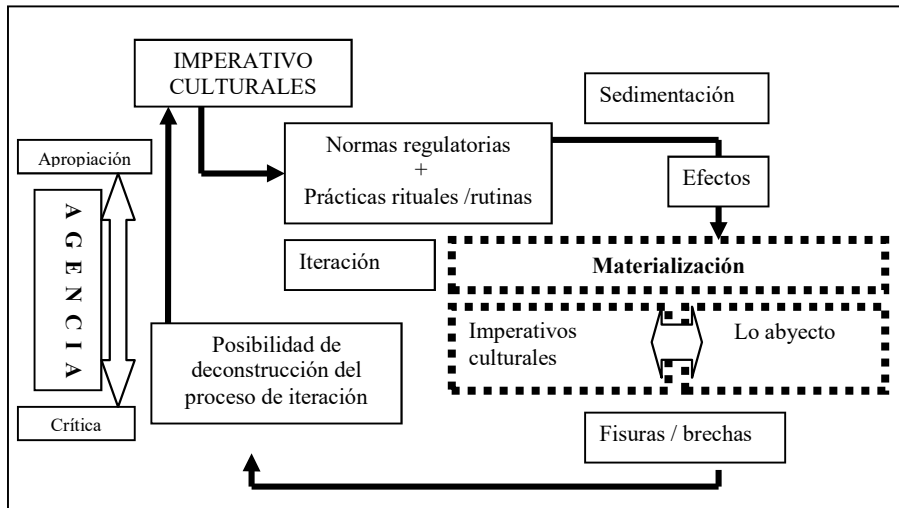 IMPERATIVO
CULTURALES
Sedimentación
Normas regulatorias
+
Prácticas rituales /rutinas
Apropiación
Efectos
AGENCIA
Iteración
Materialización
Imperativos
culturales
Lo abyecto
Posibilidad de
deconstrucción del
proceso de iteración
Crítica
Fisuras / brechas